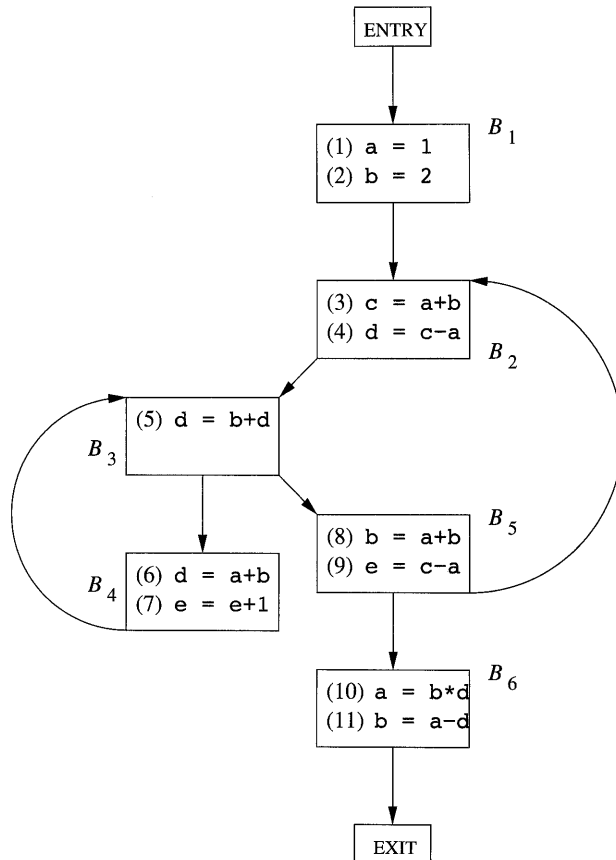 ENTRY
B1
(1) a = 1
(2) b = 2
(3) c = a+b
(4) d = c-a
B2
(5) d = b+d
B3
B5
(8) b = a+b
(9) e = c-a
B4
(6) d = a+b
(7) e = e+1
B6
(10) a = b*d
(11) b = a-d
EXIT